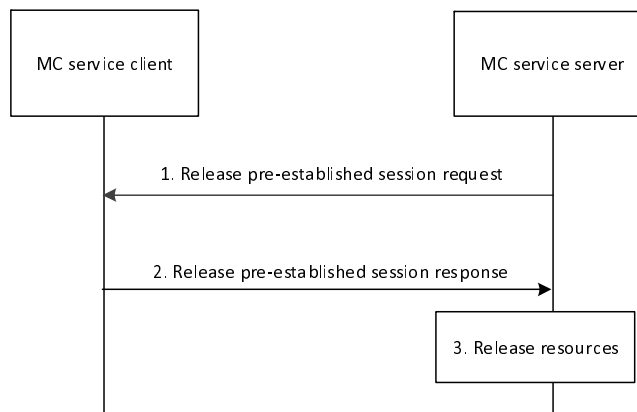 MC service client
MC service server
1. Release pre-established session request
2. Release pre-established session response
3. Release resources